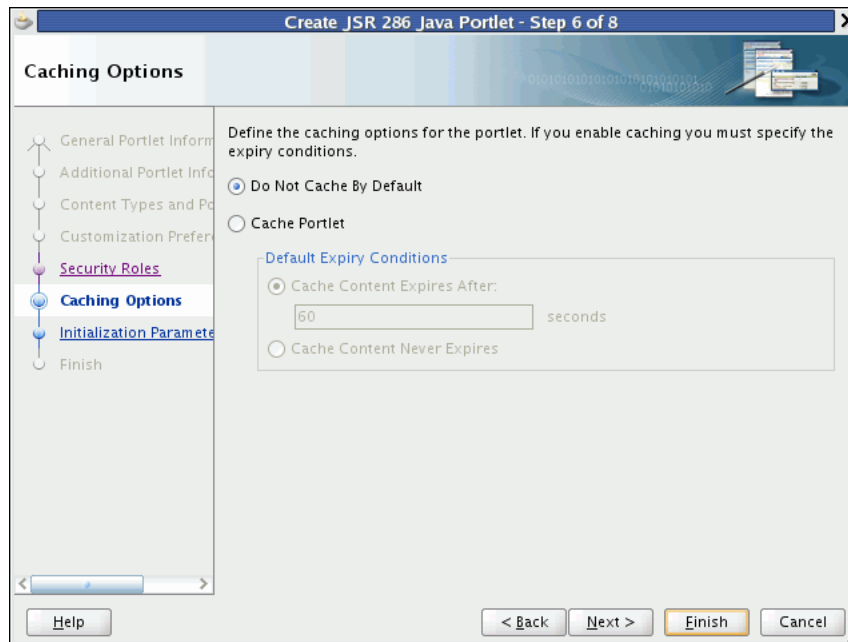 Create JSR 286 Java Portlet - Step 6 of 8
Caching Options
General Portlet Inform
Additional Portlet Info
Content Types and Po
Customization Prefer
Security Roles
Caching Options
Initialization Paramete
Finish
Define the caching options for the portlet. If you enable caching you must specify the
expiry conditions.
Do Not Cache By Default
Cache Portlet
Default Expiry Conditions
Cache Content Expires After:
60 seconds
Cache Content Never Expires
Help
< Back
Next >
Finish
Cancel